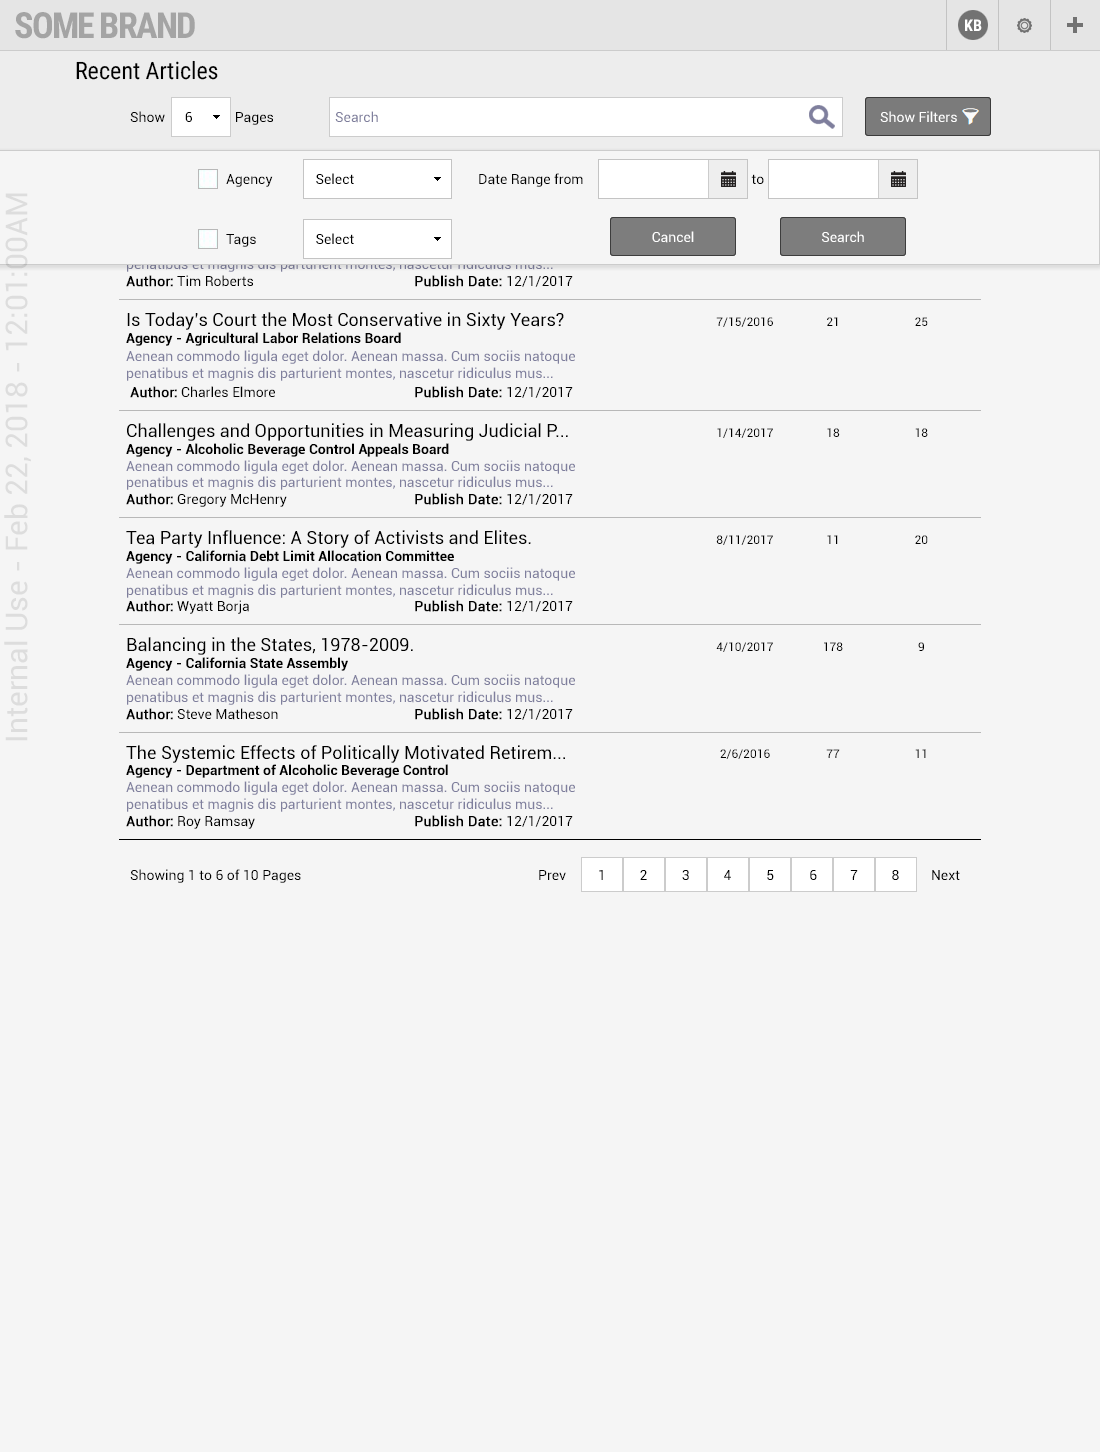 SOME BRAND
KB
Recent Articles
Show 6 Pages
Search
Show Filters
Agency Select Date Range from to
Tags Select Cancel Search
penatibus et magnis dis parturient montes, nascetur ridiculus mus...
Author: Tim Roberts Publish Date: 12/1/2017
Is Today's Court the Most Conservative in Sixty Years? 7/15/2016 21 25
Agency - Agricultural Labor Relations Board
Aenean commodo ligula eget dolor. Aenean massa. Cum sociis natoque
penatibus et magnis dis parturient montes, nascetur ridiculus mus...
Author: Charles Elmore Publish Date: 12/1/2017
Challenges and Opportunities in Measuring Judicial P... 1/14/2017 18 18
Agency - Alcoholic Beverage Control Appeals Board
Aenean commodo ligula eget dolor. Aenean massa. Cum sociis natoque
penatibus et magnis dis parturient montes, nascetur ridiculus mus...
Author: Gregory McHenry Publish Date: 12/1/2017
Tea Party Influence: A Story of Activists and Elites. 8/11/2017 11 20
Agency - California Debt Limit Allocation Committee
Aenean commodo ligula eget dolor. Aenean massa. Cum sociis natoque
penatibus et magnis dis parturient montes, nascetur ridiculus mus...
Author: Wyatt Borja Publish Date: 12/1/2017
Balancing in the States, 1978-2009. 4/10/2017 178 9
Agency - California State Assembly
Aenean commodo ligula eget dolor. Aenean massa. Cum sociis natoque
penatibus et magnis dis parturient montes, nascetur ridiculus mus...
Author: Steve Matheson Publish Date: 12/1/2017
The Systemic Effects of Politically Motivated Retirem... 2/6/2016 77 11
Agency - Department of Alcoholic Beverage Control
Aenean commodo ligula eget dolor. Aenean massa. Cum sociis natoque
penatibus et magnis dis parturient montes, nascetur ridiculus mus...
Author: Roy Ramsay Publish Date: 12/1/2017
Showing 1 to 6 of 10 Pages Prev 1 2 3 4 5 6 7 8 Next
Internal Use - Feb 22, 2018 - 12:01:00AM